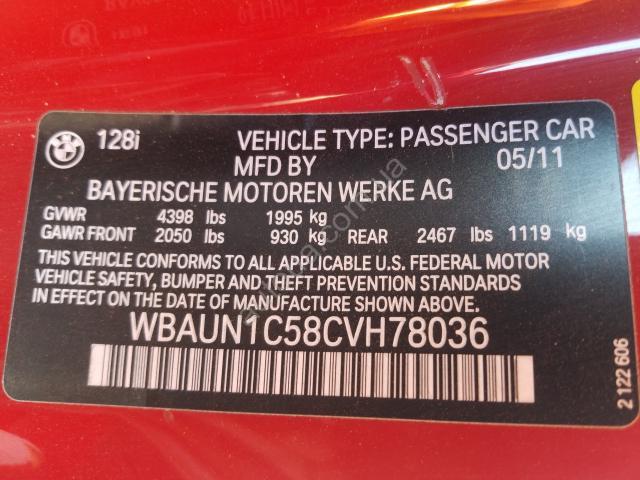 128i VEHICLE TYPE: PASSENGER CAR
MFD BY 05/11
BAYERISCHE MOTOREN WERKE AG
GVWR 4398 lbs 1995 kg
GAWR FRONT 2050 lbs 930 kg REAR 2467 lbs 1119 kg
THIS VEHICLE CONFORMS TO ALL APPLICABLE U.S. FEDERAL MOTOR
VEHICLE SAFETY, BUMPER AND THEFT PREVENTION STANDARDS
IN EFFECT ON THE DATE OF MANUFACTURE SHOWN ABOVE.
WBAUN1C58CVH78036
2 122 606